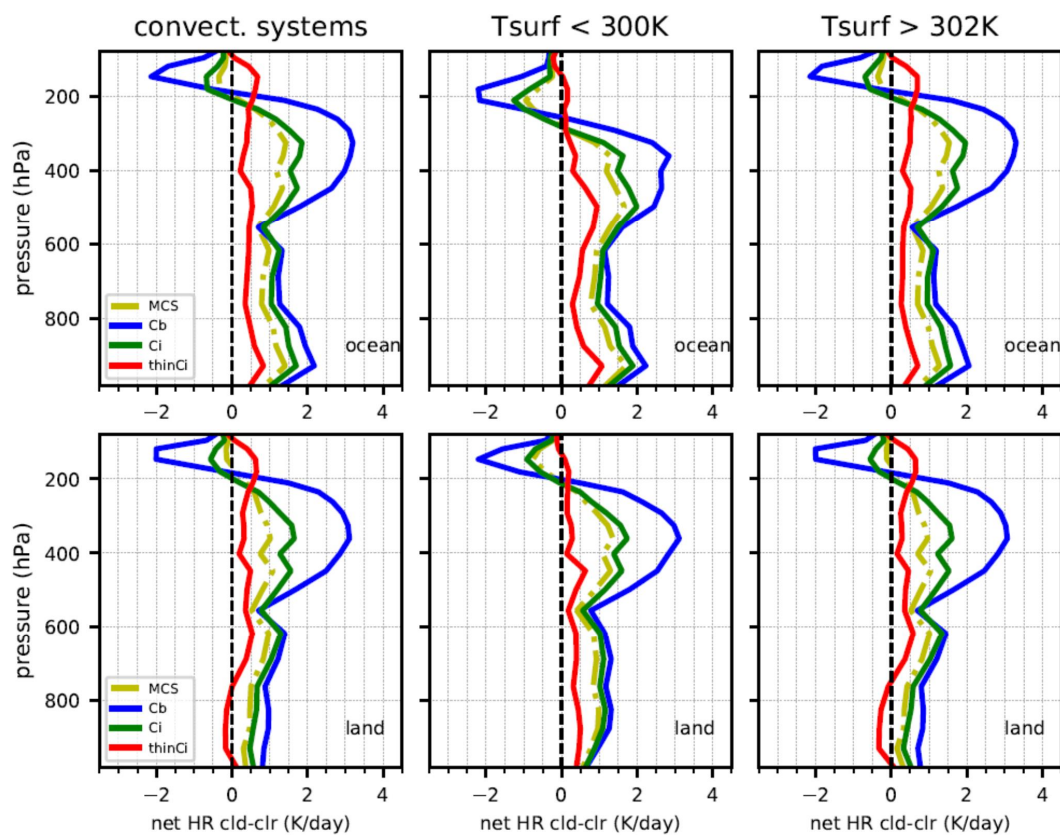 convect. systems
Tsurf < 300K
Tsurf > 302K
pressure (hPa)
200
400
600
800
MCS
Cb
Ci
thinCi
ocean
ocean
ocean
−2 0 2 4
−2 0 2 4
−2 0 2 4
pressure (hPa)
200
400
600
800
MCS
Cb
Ci
thinCi
land
land
land
−2 0 2 4
−2 0 2 4
−2 0 2 4
net HR cld-clr (K/day)
net HR cld-clr (K/day)
net HR cld-clr (K/day)